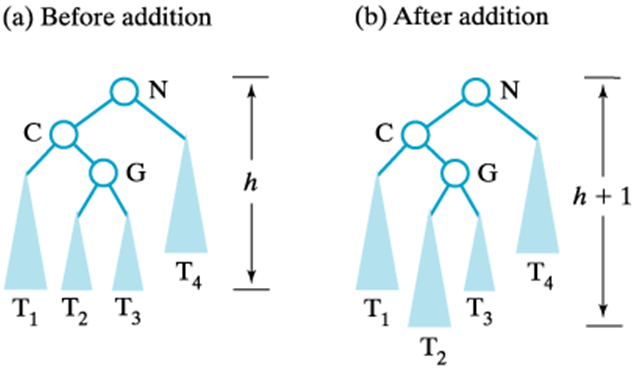 (a) Before addition
N
C
G
h
T4
T1 T2 T3
(b) After addition
N
C
G
h + 1
T4
T1
T3
T2